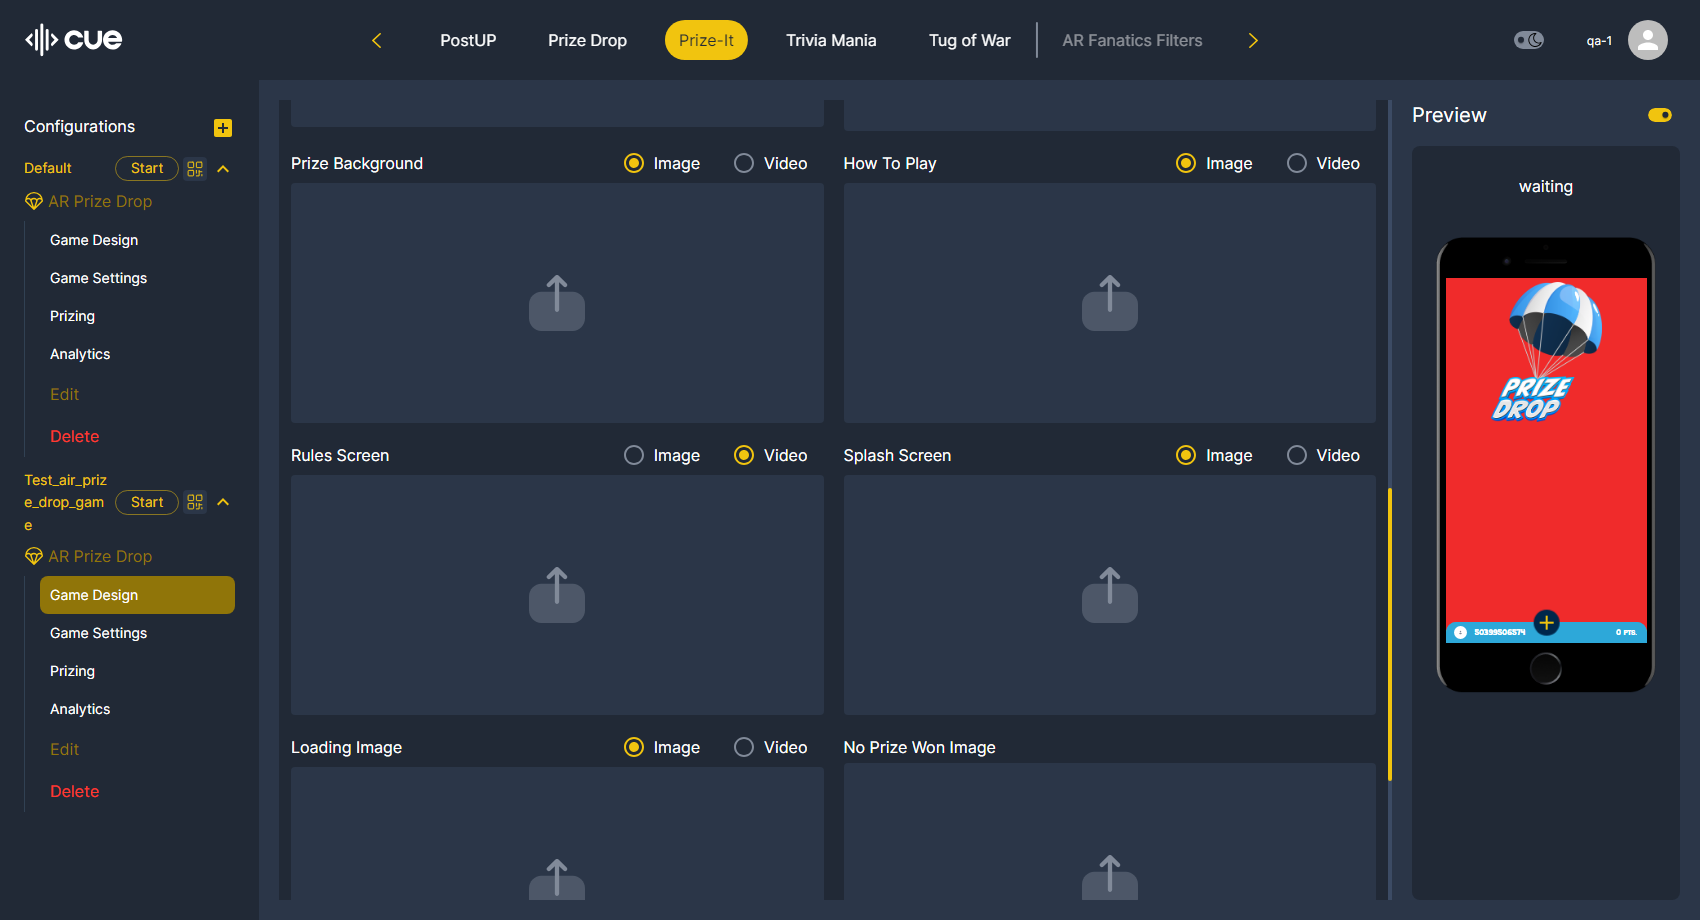 cue
PostUP
Prize Drop
Prize-It
Trivia Mania
Tug of War
AR Fanatics Filters
qa-1
Configurations
Default
Start
AR Prize Drop
Game Design
Game Settings
Prizing
Analytics
Edit
Delete
Test_air_priz
e_drop_gam
e
Start
AR Prize Drop
Game Design
Game Settings
Prizing
Analytics
Edit
Delete
Prize Background
Image
Video
How To Play
Image
Video
Rules Screen
Image
Video
Splash Screen
Image
Video
Loading Image
Image
Video
No Prize Won Image
Preview
waiting
PRIZE
DROP
50399506574
0 PTS.